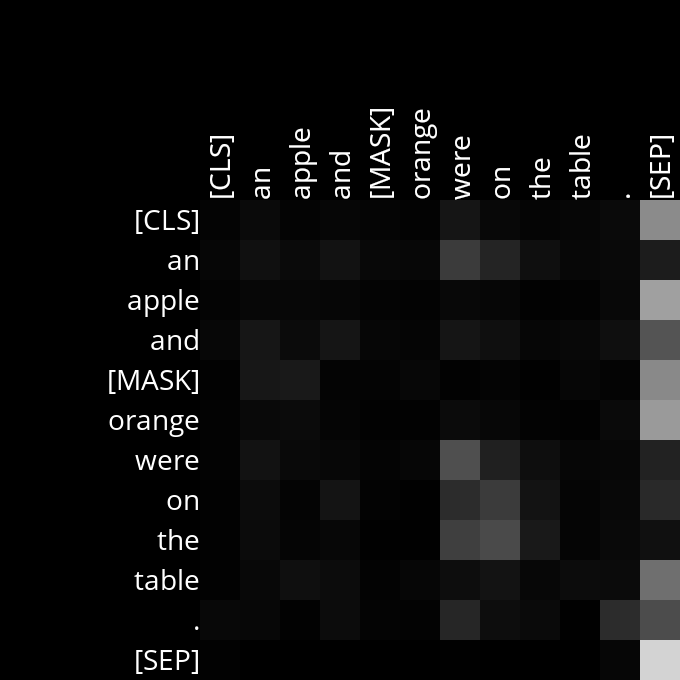 [CLS] an apple and [MASK] orange were on the table . [SEP]
[CLS]
an
apple
and
[MASK]
orange
were
on
the
table
.
[SEP]